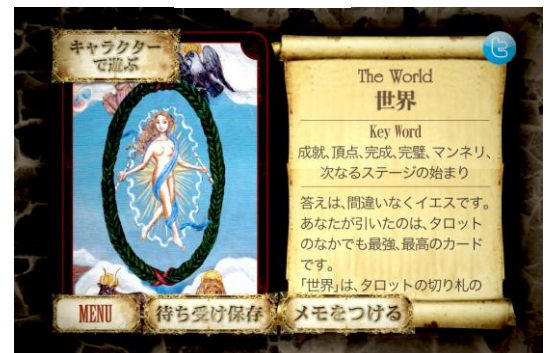 キャラクター
で遊ぶ
The World
世界
Key Word
成就、頂点、完成、完璧、マンネリ、
次なるステージの始まり
答えは、間違いなくイエスです。
あなたが引いたのは、タロット
のなかでも最強、最高のカード
です。
「世界」は、タロットの切り札の
MENU
待ち受け保存
メモをつける